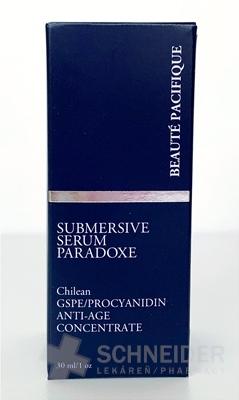 BEAUTÉ PACIFIQUE
SUBMERSIVE
SERUM
PARADOXE
Chilean
GSPE/PROCYANIDIN
ANTI-AGE
CONCENTRATE
30 ml/1 oz
SCHNEIDER
LEKÁREŇ/PHARMACY